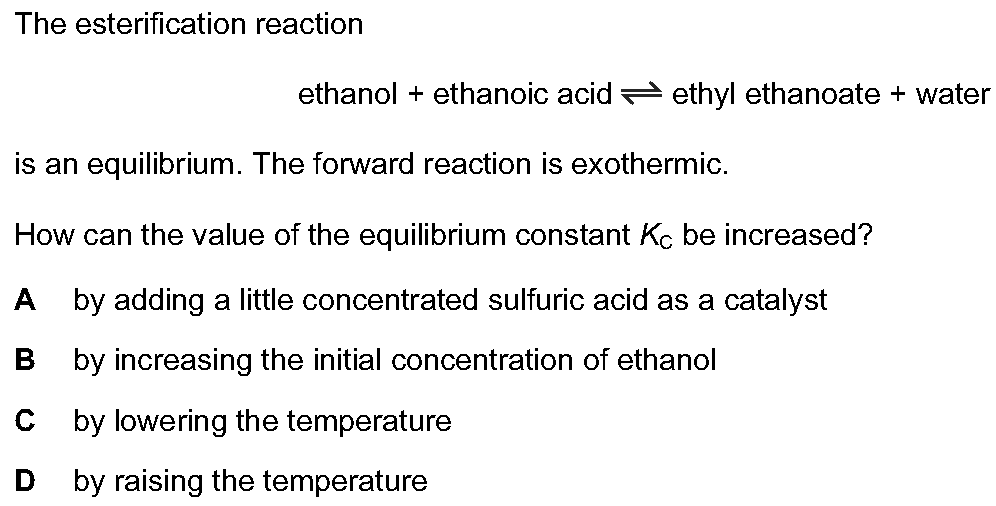 The esterification reaction
ethanol + ethanoic acid ⇌ ethyl ethanoate + water
is an equilibrium. The forward reaction is exothermic.
How can the value of the equilibrium constant Kc be increased?
A by adding a little concentrated sulfuric acid as a catalyst
B by increasing the initial concentration of ethanol
C by lowering the temperature
D by raising the temperature